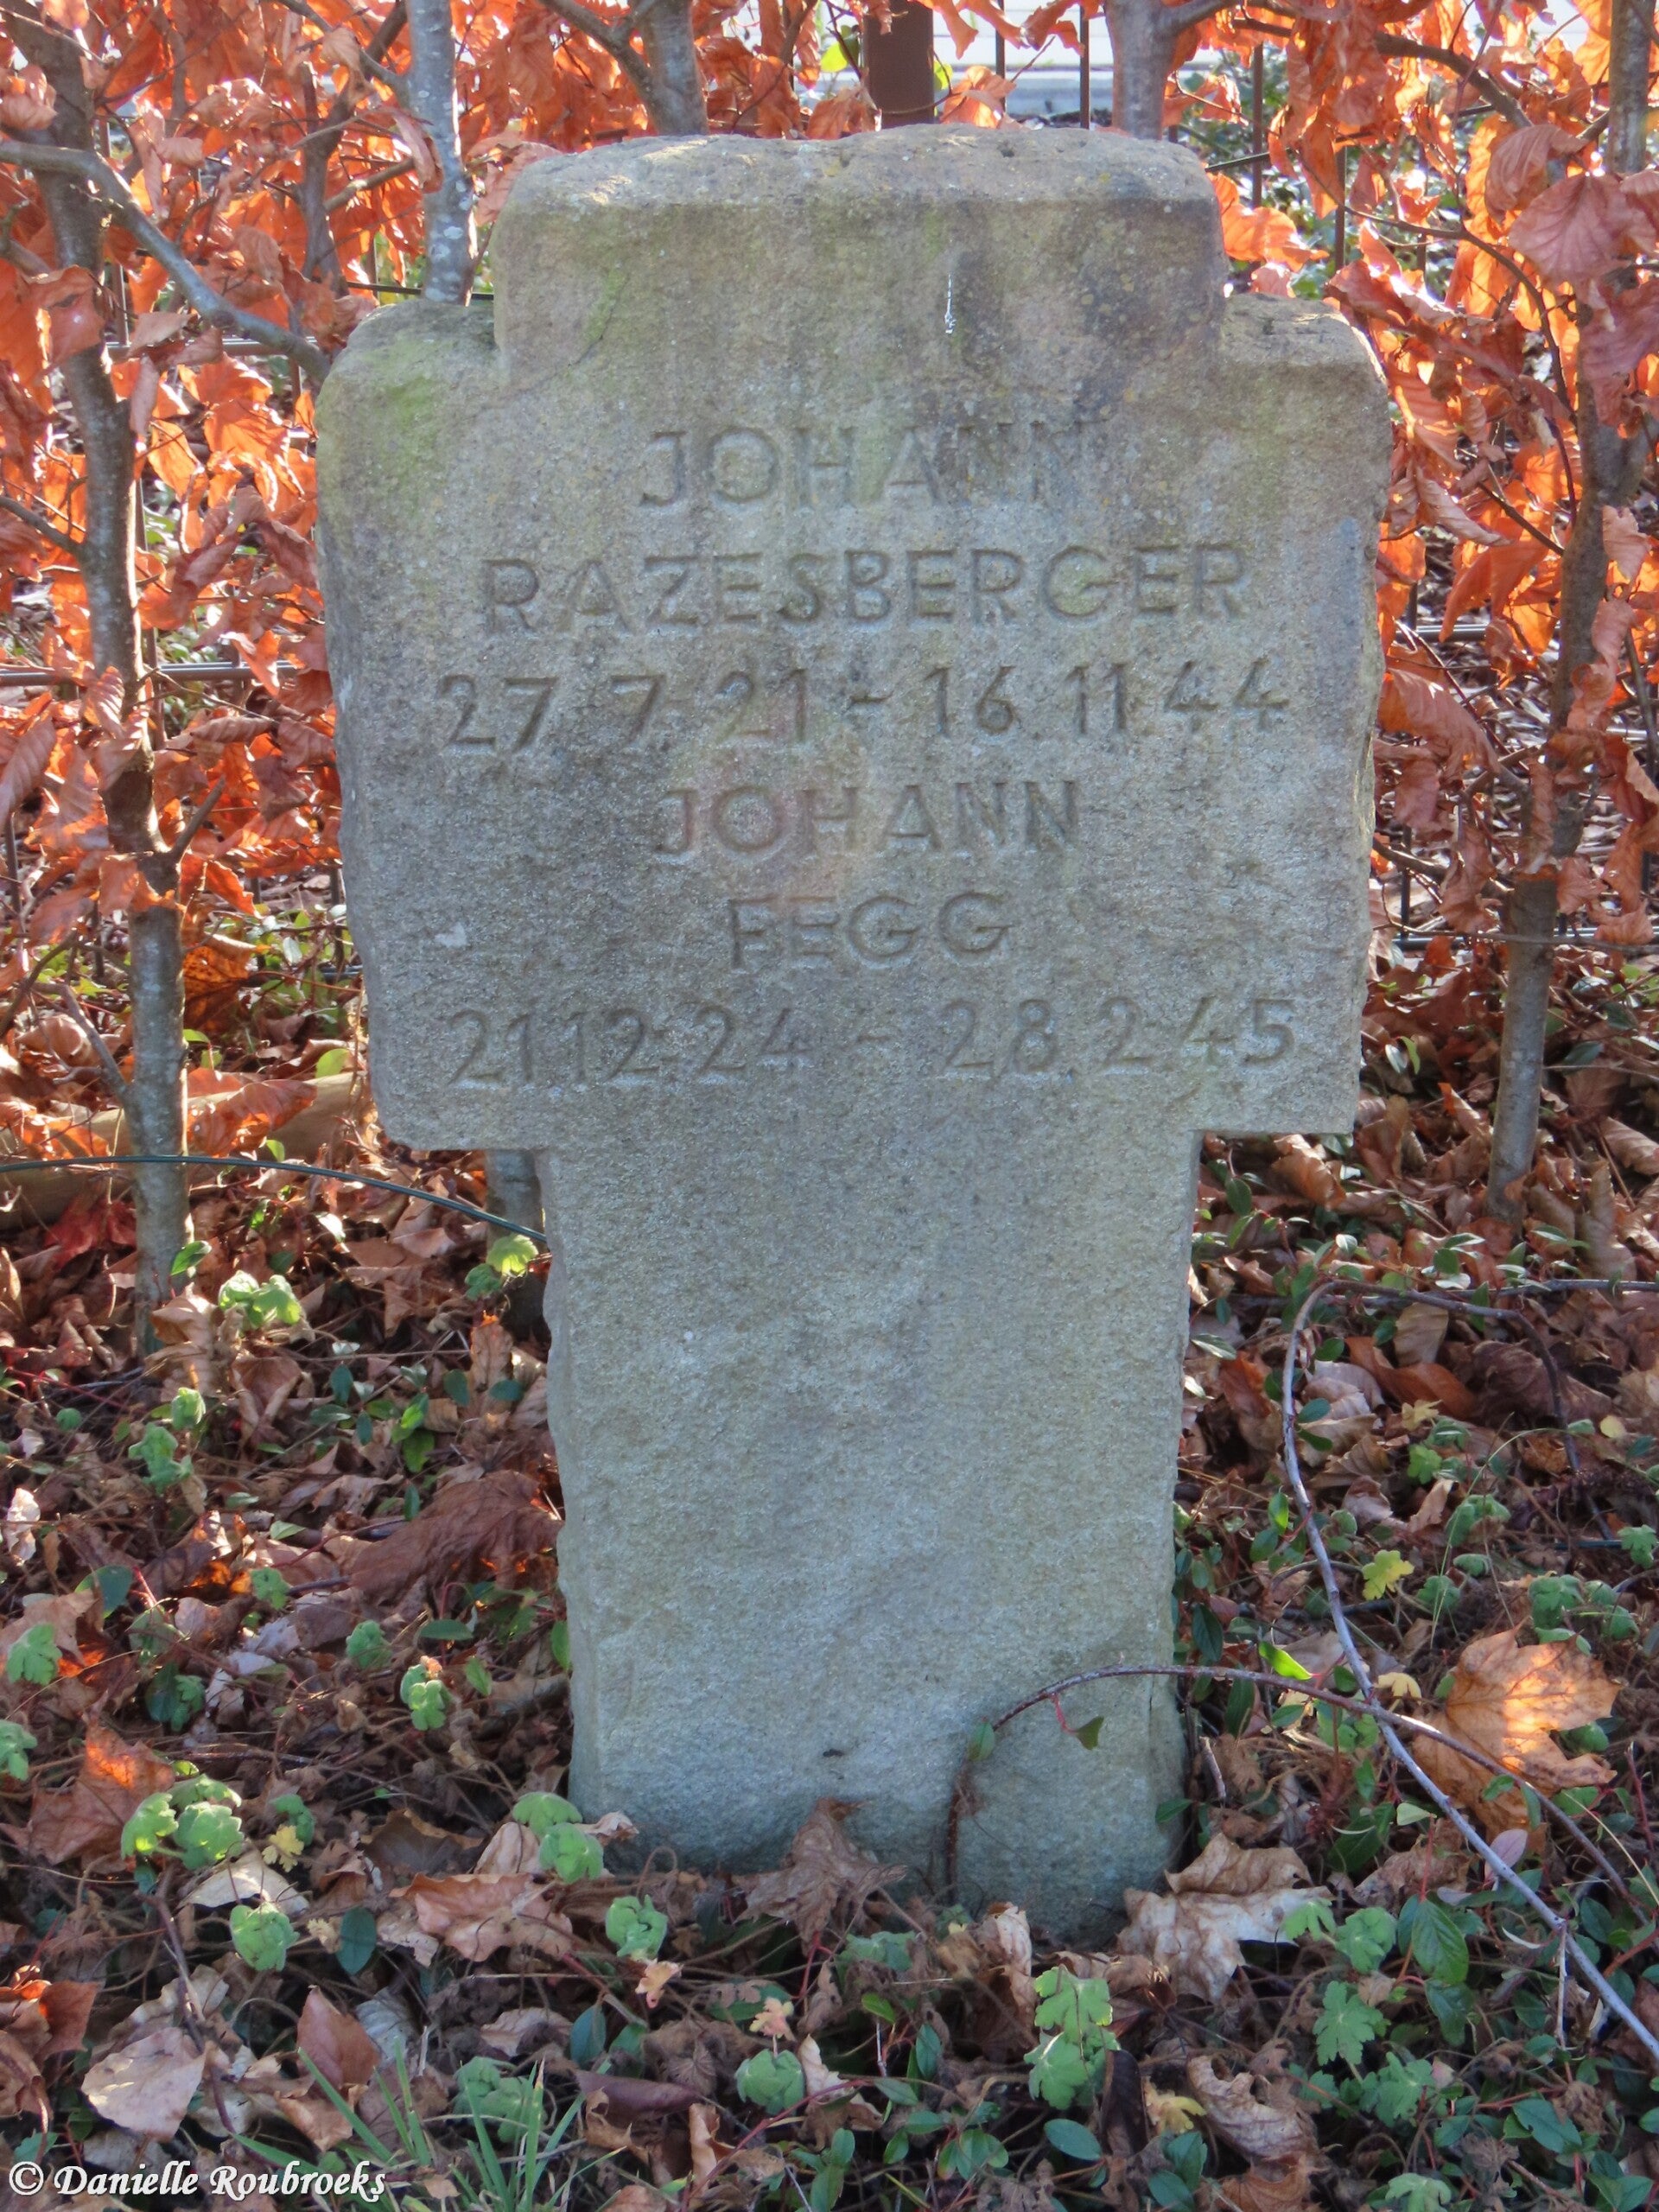 JOHANN
RAZESBERGER
27.7.21 - 16.11.44
JOHANN
FEGG
21.12.24 - 28.2.45
© Danielle Roubroeks